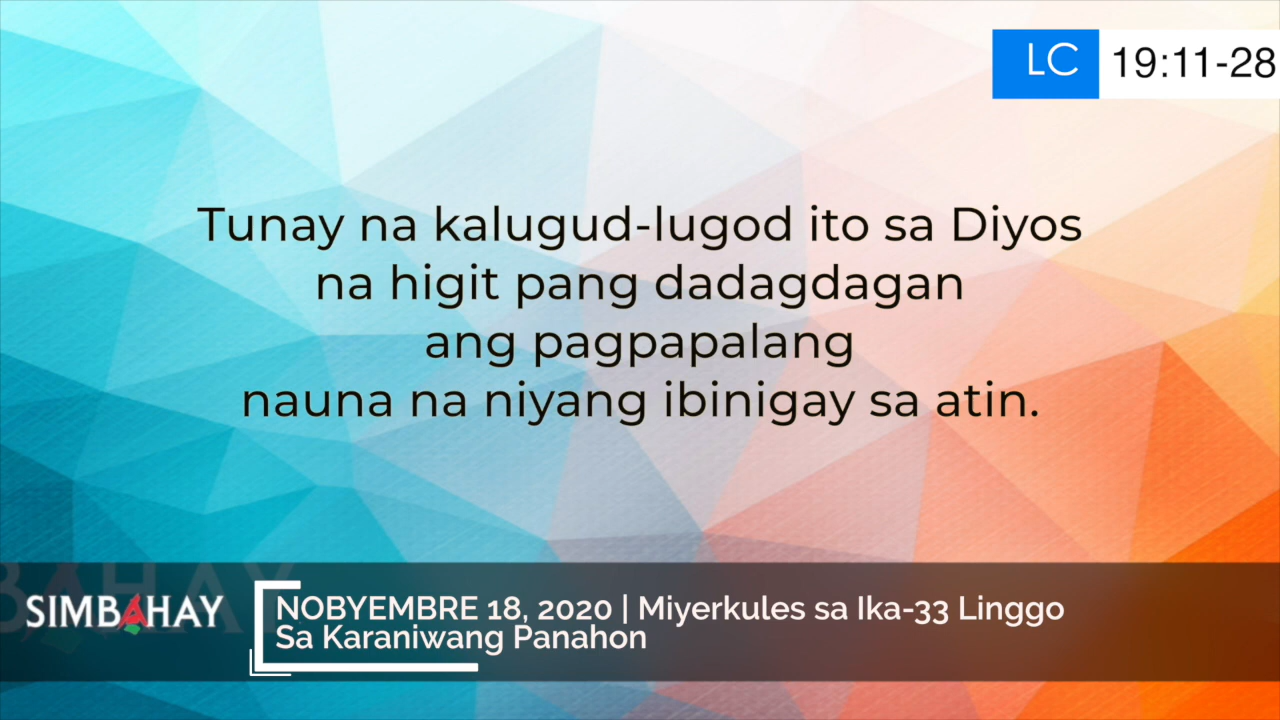 LC 19:11-28
Tunay na kalugud-lugod ito sa Diyos
na higit pang dadagdagan
ang pagpapalang
nauna na niyang ibinigay sa atin.
SIMBAHAY
NOBYEMBRE 18, 2020 | Miyerkules sa Ika-33 Linggo
Sa Karaniwang Panahon